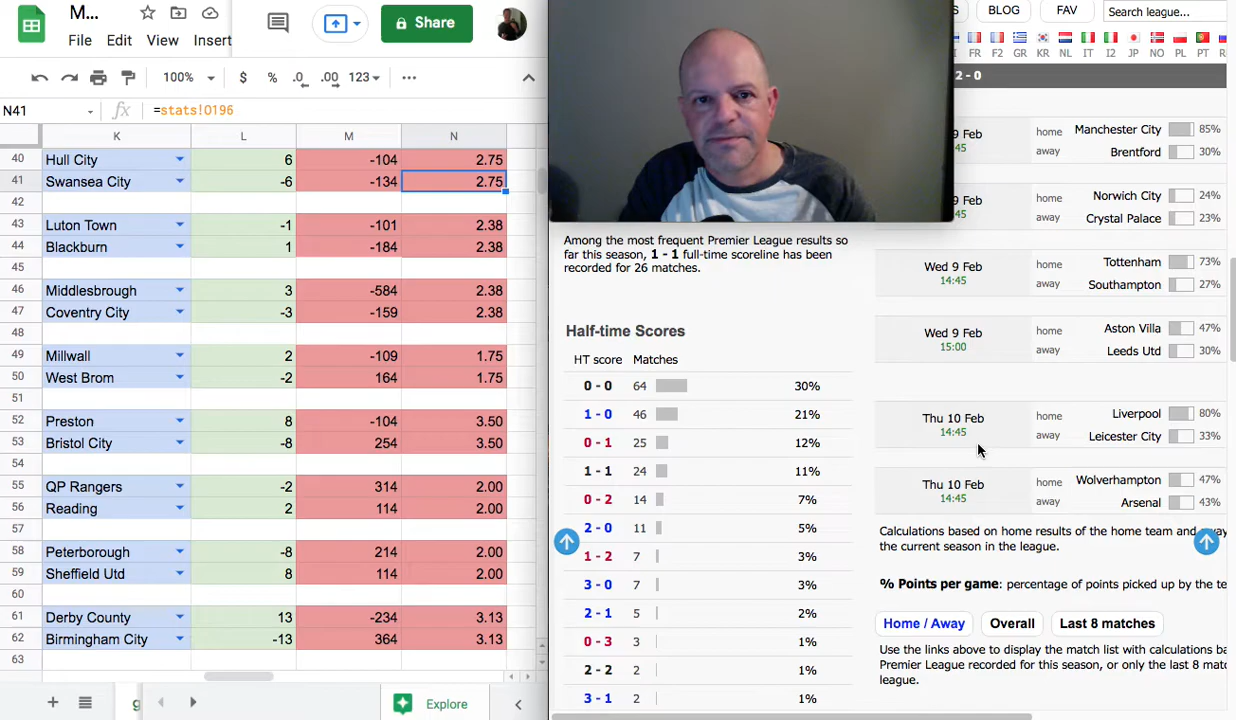 M...
File Edit View Insert
Share
100% $ % .0 .00 123
N41 fx =stats!O196
K L M N
40 Hull City 6 -104 2.75
41 Swansea City -6 -134 2.75
42
43 Luton Town -1 -101 2.38
44 Blackburn 1 -184 2.38
45
46 Middlesbrough 3 -584 2.38
47 Coventry City -3 -159 2.38
48
49 Millwall 2 -109 1.75
50 West Brom -2 164 1.75
51
52 Preston 8 -104 3.50
53 Bristol City -8 254 3.50
54
55 QP Rangers -2 314 2.00
56 Reading 2 114 2.00
57
58 Peterborough -8 214 2.00
59 Sheffield Utd 8 114 2.00
60
61 Derby County 13 -234 3.13
62 Birmingham City -13 364 3.13
63
Explore
S BLOG FAV Search league...
FR F2 GR KR NL IT I2 JP NO PL PT
2 - 0
Among the most frequent Premier League results so
far this season, 1 - 1 full-time scoreline has been
recorded for 26 matches.
Half-time Scores
HT score Matches
0 - 0 64 30%
1 - 0 46 21%
0 - 1 25 12%
1 - 1 24 11%
0 - 2 14 7%
2 - 0 11 5%
1 - 2 7 3%
3 - 0 7 3%
2 - 1 5 2%
0 - 3 3 1%
2 - 2 2 1%
3 - 1 2 1%
9 Feb home Manchester City 85%
45 away Brentford 30%
9 Feb home Norwich City 24%
45 away Crystal Palace 23%
Wed 9 Feb home Tottenham 73%
14:45 away Southampton 27%
Wed 9 Feb home Aston Villa 47%
15:00 away Leeds Utd 30%
Thu 10 Feb home Liverpool 80%
14:45 away Leicester City 33%
Thu 10 Feb home Wolverhampton 47%
14:45 away Arsenal 43%
Calculations based on home results of the home team and
the current season in the league.
% Points per game: percentage of points picked up by the te
Home / Away Overall Last 8 matches
Use the links above to display the match list with calculations b
Premier League recorded for this season, or only the last 8 mat
league.